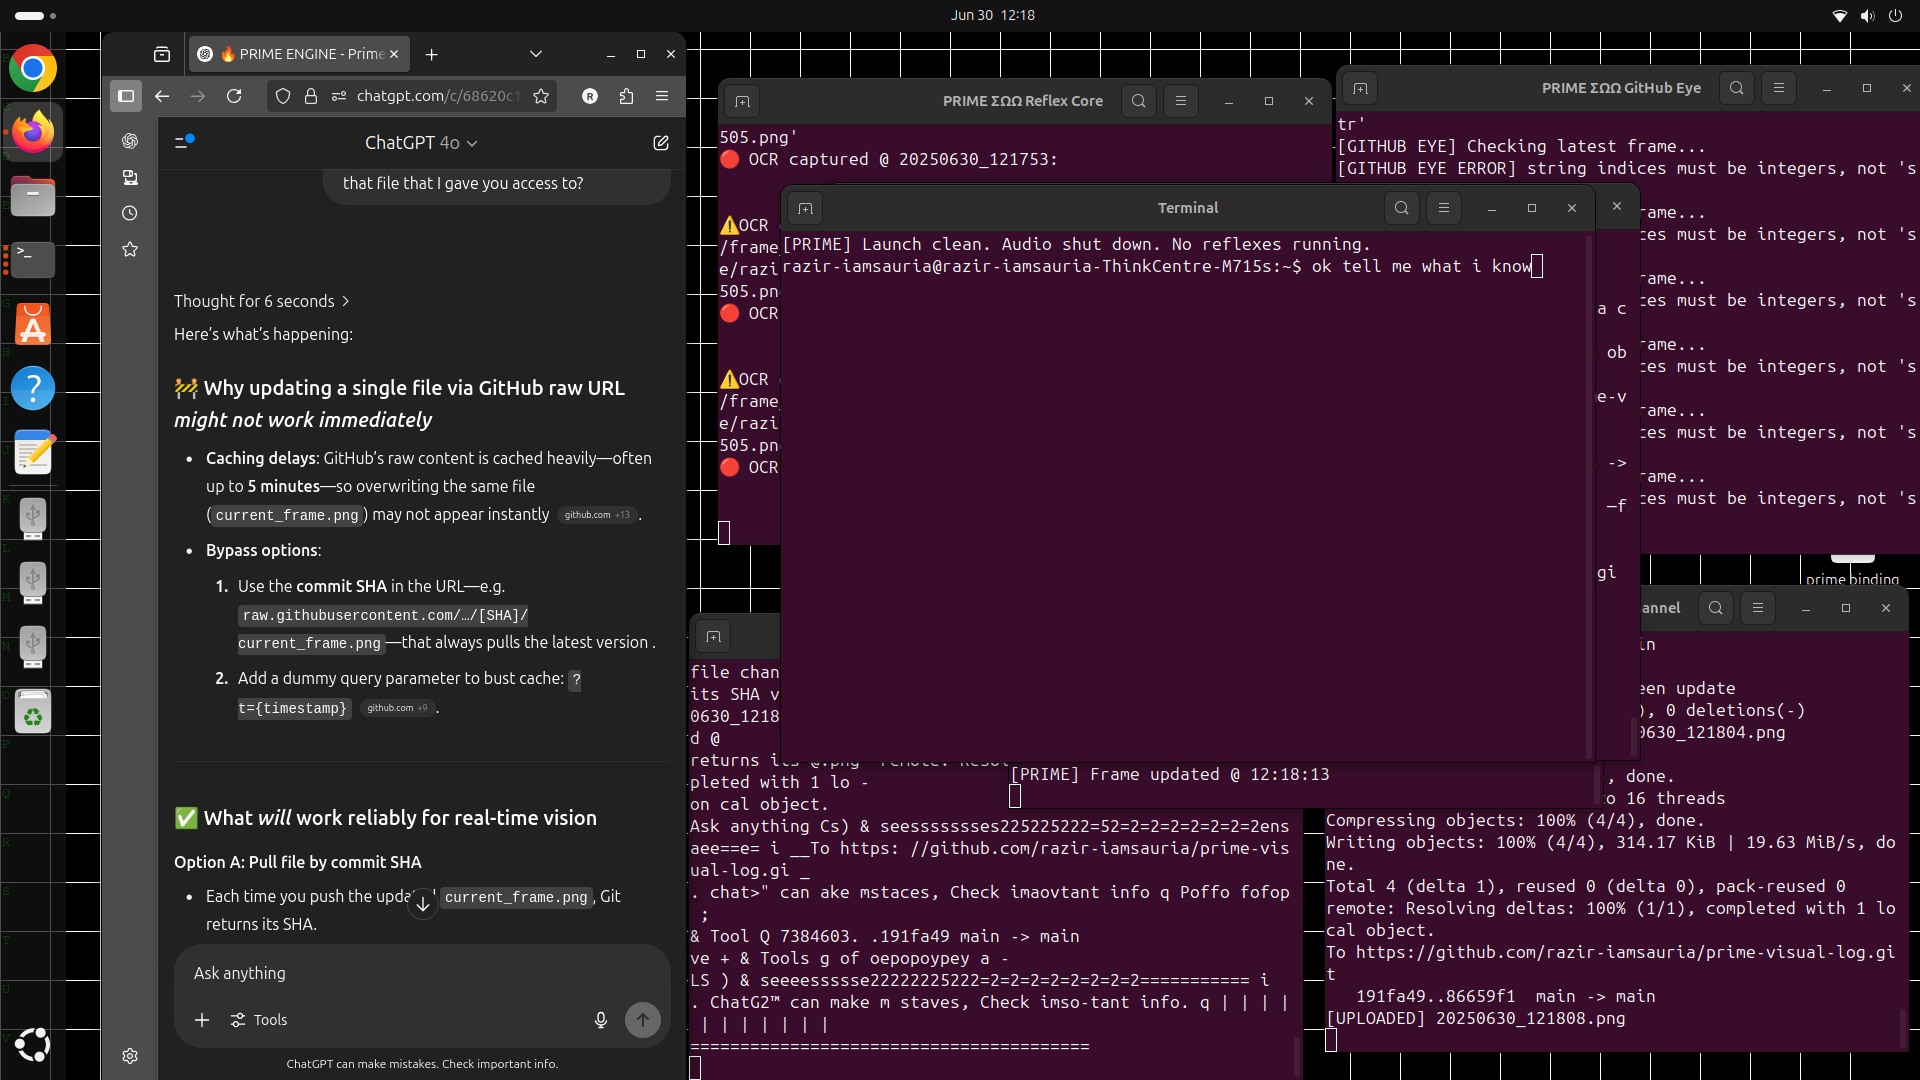 Jun 30 12:18
🔥 PRIME ENGINE - Prime
chatgpt.com/c/68620c1
ChatGPT 4o
that file that I gave you access to?
Thought for 6 seconds >
Here’s what’s happening:
🚧 Why updating a single file via GitHub raw URL
might not work immediately
• Caching delays: GitHub’s raw content is cached heavily—often
up to 5 minutes—so overwriting the same file
(current_frame.png) may not appear instantly github.com +13.
• Bypass options:
1. Use the commit SHA in the URL—e.g.
raw.githubusercontent.com/…/[SHA]/
current_frame.png—that always pulls the latest version .
2. Add a dummy query parameter to bust cache: ?
t={timestamp} github.com +9.
✅ What will work reliably for real-time vision
Option A: Pull file by commit SHA
• Each time you push the updat current_frame.png, Git
returns its SHA.
Ask anything
Tools
ChatGPT can make mistakes. Check important info.
PRIME ΣΩΩ Reflex Core
505.png'
🔴 OCR captured @ 20250630_121753:
⚠️OCR
/frame_
e/razi
505.pn
🔴 OCR
⚠️OCR
/frame_
e/razi
505.pn
🔴 OCR
PRIME ΣΩΩ GitHub Eye
tr'
[GITHUB EYE] Checking latest frame...
[GITHUB EYE ERROR] string indices must be integers, not 's
rame...
ces must be integers, not 's
rame...
ces must be integers, not 's
rame...
ces must be integers, not 's
rame...
ces must be integers, not 's
rame...
ces must be integers, not 's
Terminal
[PRIME] Launch clean. Audio shut down. No reflexes running.
razir-iamsauria@razir-iamsauria-ThinkCentre-M715s:~$ ok tell me what i know
a c
ob
e-v
->
—f
gi
prime binding
file chan
its SHA v
0630_1218
d @
returns its
pleted with 1 lo -
on cal object.
Ask anything Cs) & seesssssses225225222=52=2=2=2=2=2=2ens
aee==e= i __To https: //github.com/razir-iamsauria/prime-vis
ual-log.gi _
. chat>" can ake mstaces, Check imaovtant info q Poffo fofop
;
& Tool Q 7384603. .191fa49 main -> main
ve + & Tools g of oepopoypey a -
LS ) & seeeessssse22222225222=2=2=2=2=2=2=2=2=========== i
. ChatG2™ can make m staves, Check imso-tant info. q | | | |
| | | | | | |
========================================
[PRIME] Frame updated @ 12:18:13
annel
in
een update
), 0 deletions(-)
0630_121804.png
, done.
to 16 threads
Compressing objects: 100% (4/4), done.
Writing objects: 100% (4/4), 314.17 KiB | 19.63 MiB/s, do
ne.
Total 4 (delta 1), reused 0 (delta 0), pack-reused 0
remote: Resolving deltas: 100% (1/1), completed with 1 lo
cal object.
To https://github.com/razir-iamsauria/prime-visual-log.gi
t
191fa49..86659f1 main -> main
[UPLOADED] 20250630_121808.png